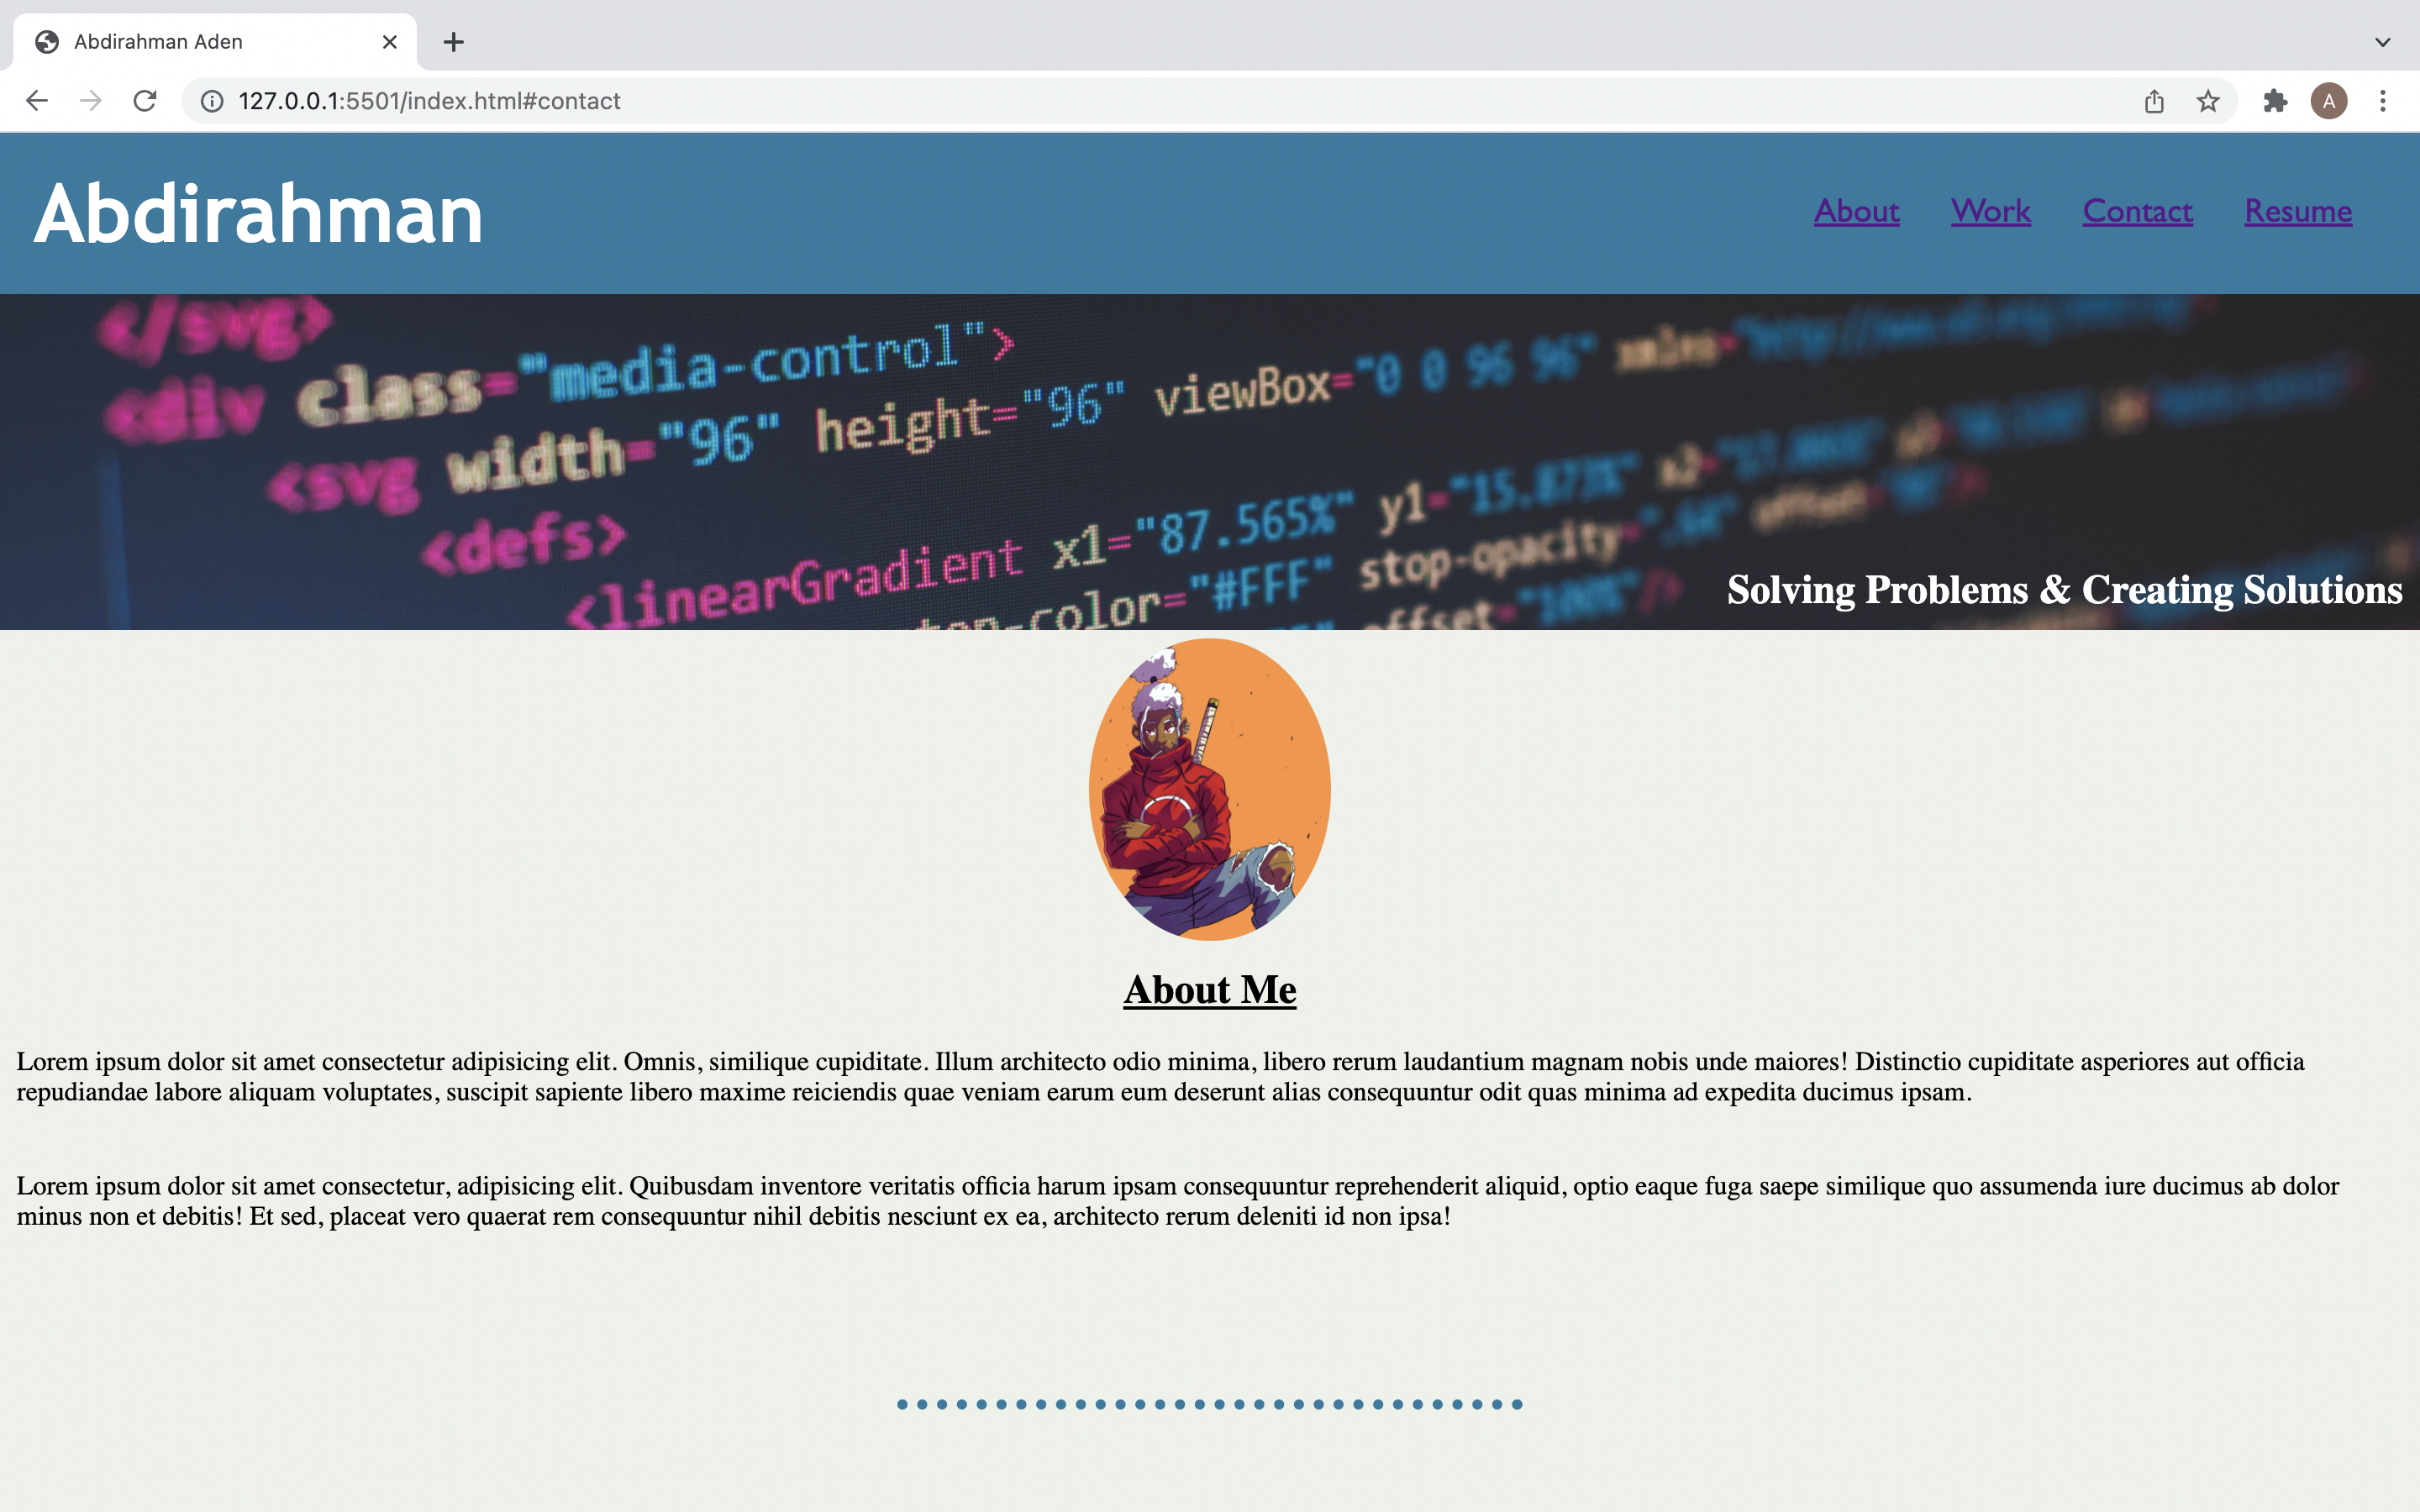 Abdirahman Aden
127.0.0.1:5501/index.html#contact
A
Abdirahman
About Work Contact Resume
</svg>
<div class="media-control">
<svg width="96" height="96" viewBox="0 0 96 96" xmlns="http://
<defs>
<linearGradient x1="87.565%" y1="15.873%" x2=
stop-color="#FFF" stop-opacity=
offset="100%"/>
Solving Problems & Creating Solutions
About Me
Lorem ipsum dolor sit amet consectetur adipisicing elit. Omnis, similique cupiditate. Illum architecto odio minima, libero rerum laudantium magnam nobis unde maiores! Distinctio cupiditate asperiores aut officia
repudiandae labore aliquam voluptates, suscipit sapiente libero maxime reiciendis quae veniam earum eum deserunt alias consequuntur odit quas minima ad expedita ducimus ipsam.
Lorem ipsum dolor sit amet consectetur, adipisicing elit. Quibusdam inventore veritatis officia harum ipsam consequuntur reprehenderit aliquid, optio eaque fuga saepe similique quo assumenda iure ducimus ab dolor
minus non et debitis! Et sed, placeat vero quaerat rem consequuntur nihil debitis nesciunt ex ea, architecto rerum deleniti id non ipsa!